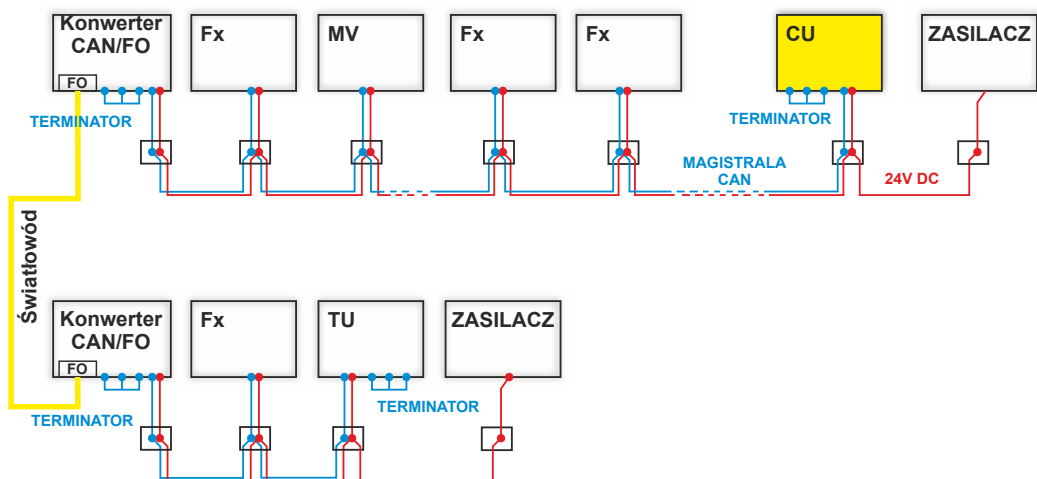 Konwerter
CAN/FO
Fx
MV
Fx
Fx
CU
ZASILACZ
FO
TERMINATOR
TERMINATOR
MAGISTRALA
CAN
24V DC
Światłowód
Konwerter
CAN/FO
Fx
TU
ZASILACZ
FO
TERMINATOR
TERMINATOR